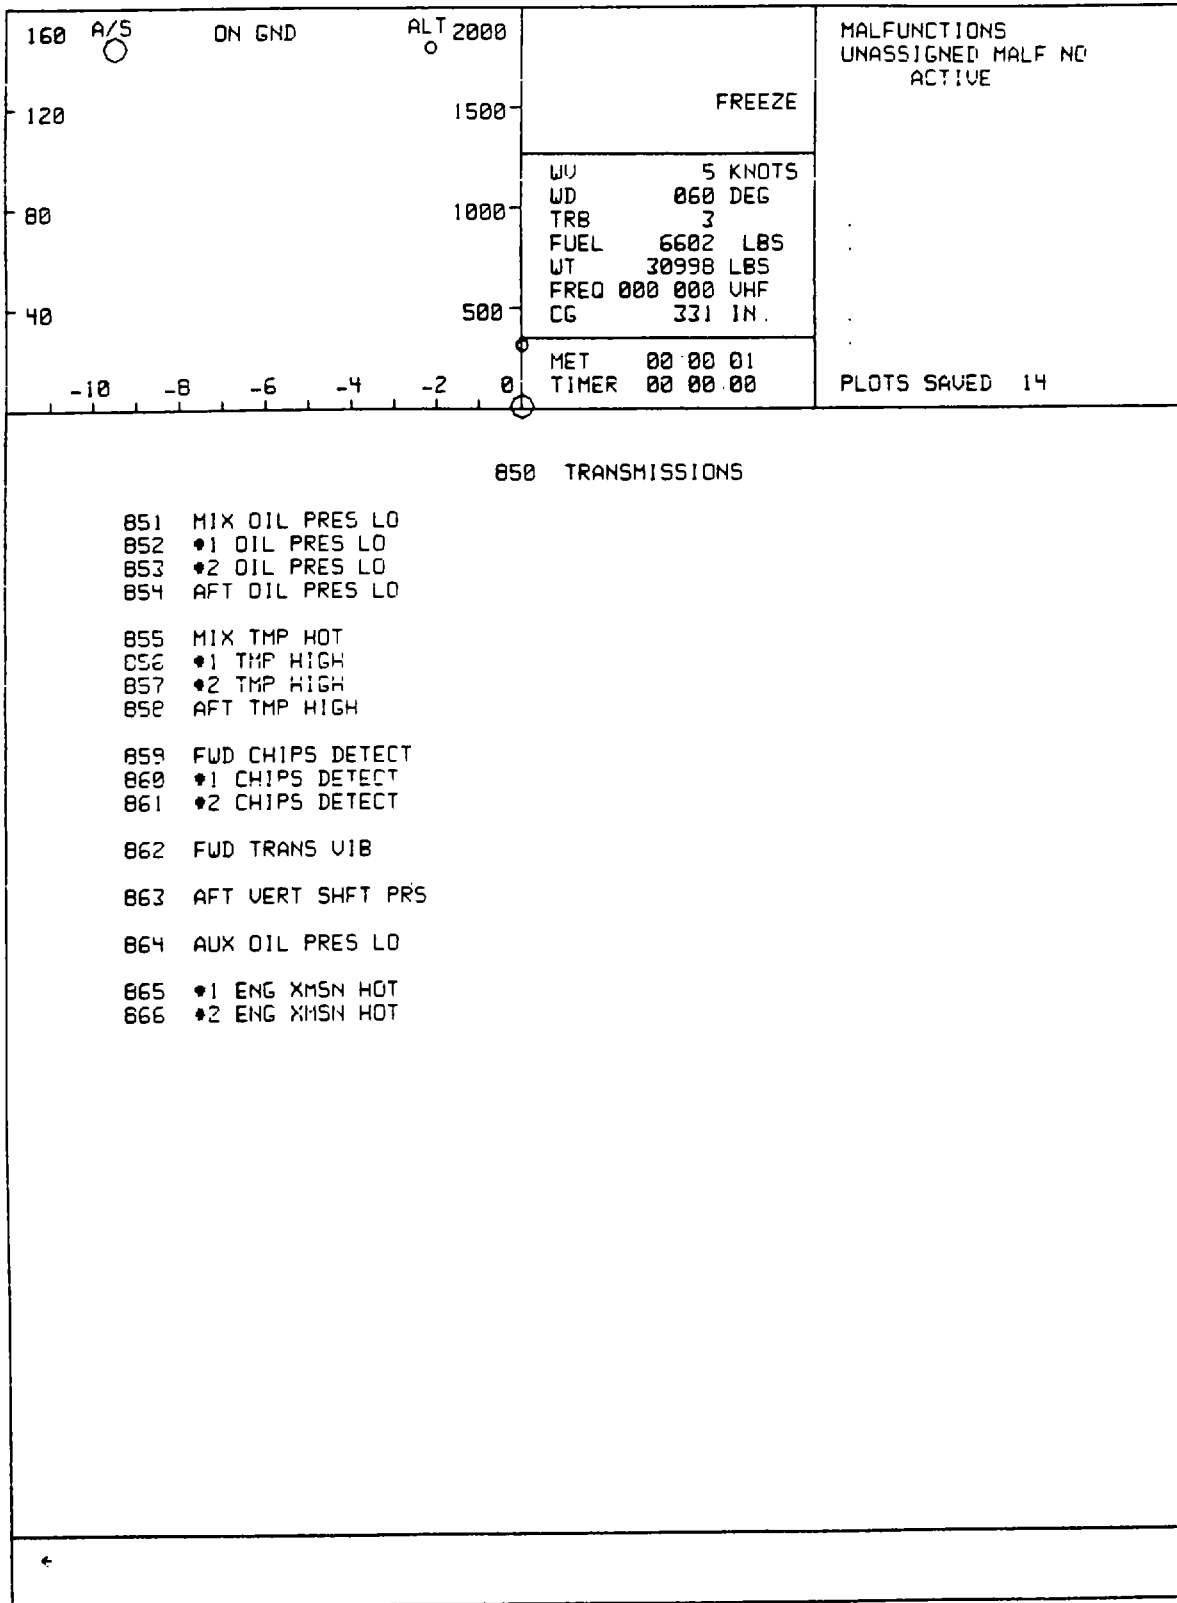 160 A/S ON GND ALT 2000
120
80
40
1500
1000
500
-10 -8 -6 -4 -2 0
FREEZE
WV 5 KNOTS
WD 060 DEG
TRB 3
FUEL 6602 LBS
WT 30998 LBS
FREQ 000 000 VHF
CG 331 IN.
MET 00:00 01
TIMER 00 00.00
MALFUNCTIONS
UNASSIGNED MALF NO
ACTIVE
PLOTS SAVED 14
850 TRANSMISSIONS
851 MIX OIL PRES LO
852 #1 OIL PRES LO
853 #2 OIL PRES LO
854 AFT OIL PRES LO
855 MIX TMP HOT
856 #1 TMP HIGH
857 #2 TMP HIGH
858 AFT TMP HIGH
859 FWD CHIPS DETECT
860 #1 CHIPS DETECT
861 #2 CHIPS DETECT
862 FWD TRANS VIB
863 AFT VERT SHFT PRS
864 AUX OIL PRES LO
865 #1 ENG XMSN HOT
866 #2 ENG XMSN HOT
←